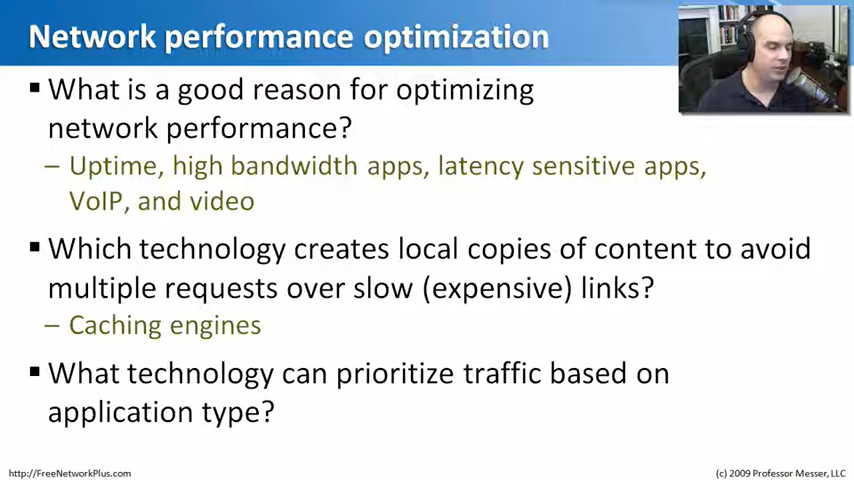 Network performance optimization
▪ What is a good reason for optimizing
network performance?
– Uptime, high bandwidth apps, latency sensitive apps,
VoIP, and video
▪ Which technology creates local copies of content to avoid
multiple requests over slow (expensive) links?
– Caching engines
▪ What technology can prioritize traffic based on
application type?
http://FreeNetworkPlus.com
(c) 2009 Professor Messer, LLC